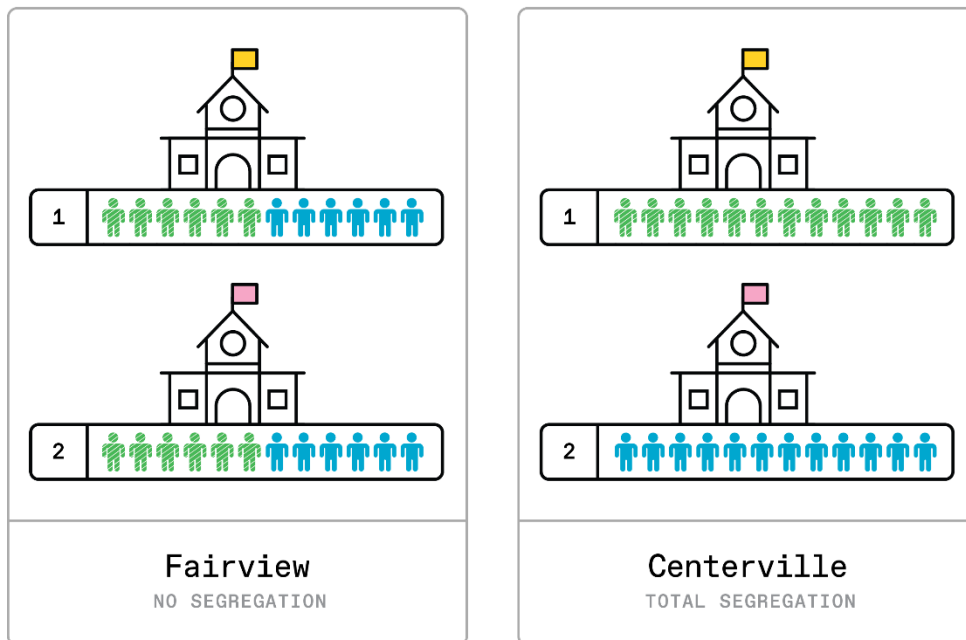 1
2
Fairview
NO SEGREGATION
1
2
Centerville
TOTAL SEGREGATION